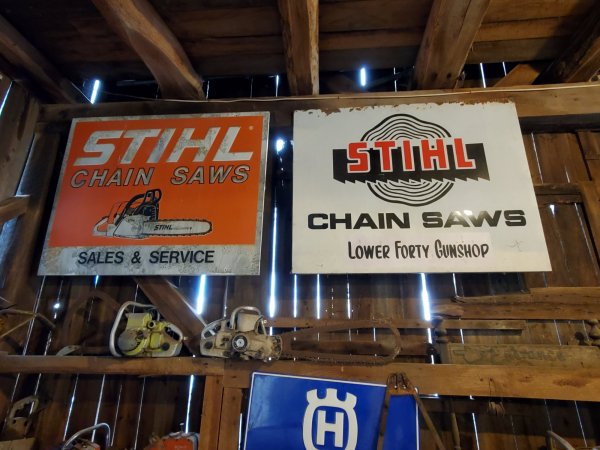 STIHL
CHAIN SAWS
STIHL
SALES & SERVICE
STIHL
CHAIN SAWS
LOWER FORTY GUNSHOP
H